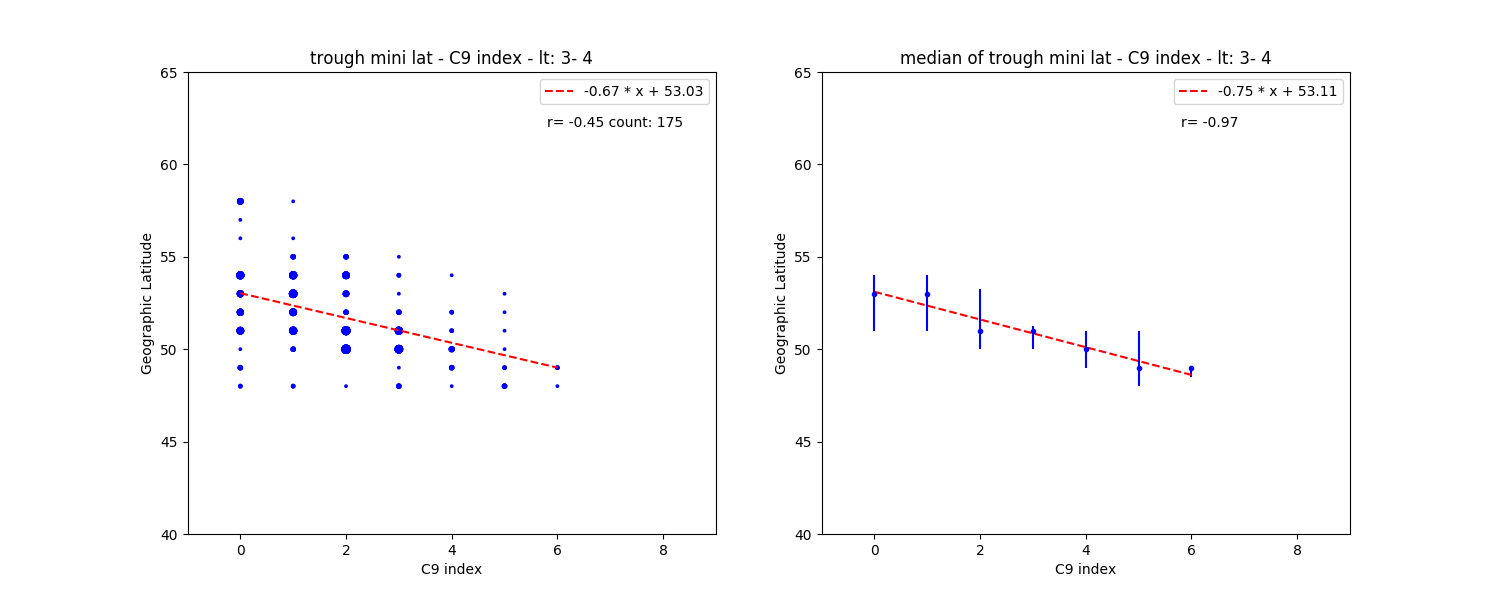 trough mini lat - C9 index - lt: 3- 4
-0.67 * x + 53.03
r= -0.45 count: 175
65
60
55
50
45
40
Geographic Latitude
0
2
4
6
8
C9 index
median of trough mini lat - C9 index - lt: 3- 4
-0.75 * x + 53.11
r= -0.97
65
60
55
50
45
40
Geographic Latitude
0
2
4
6
8
C9 index